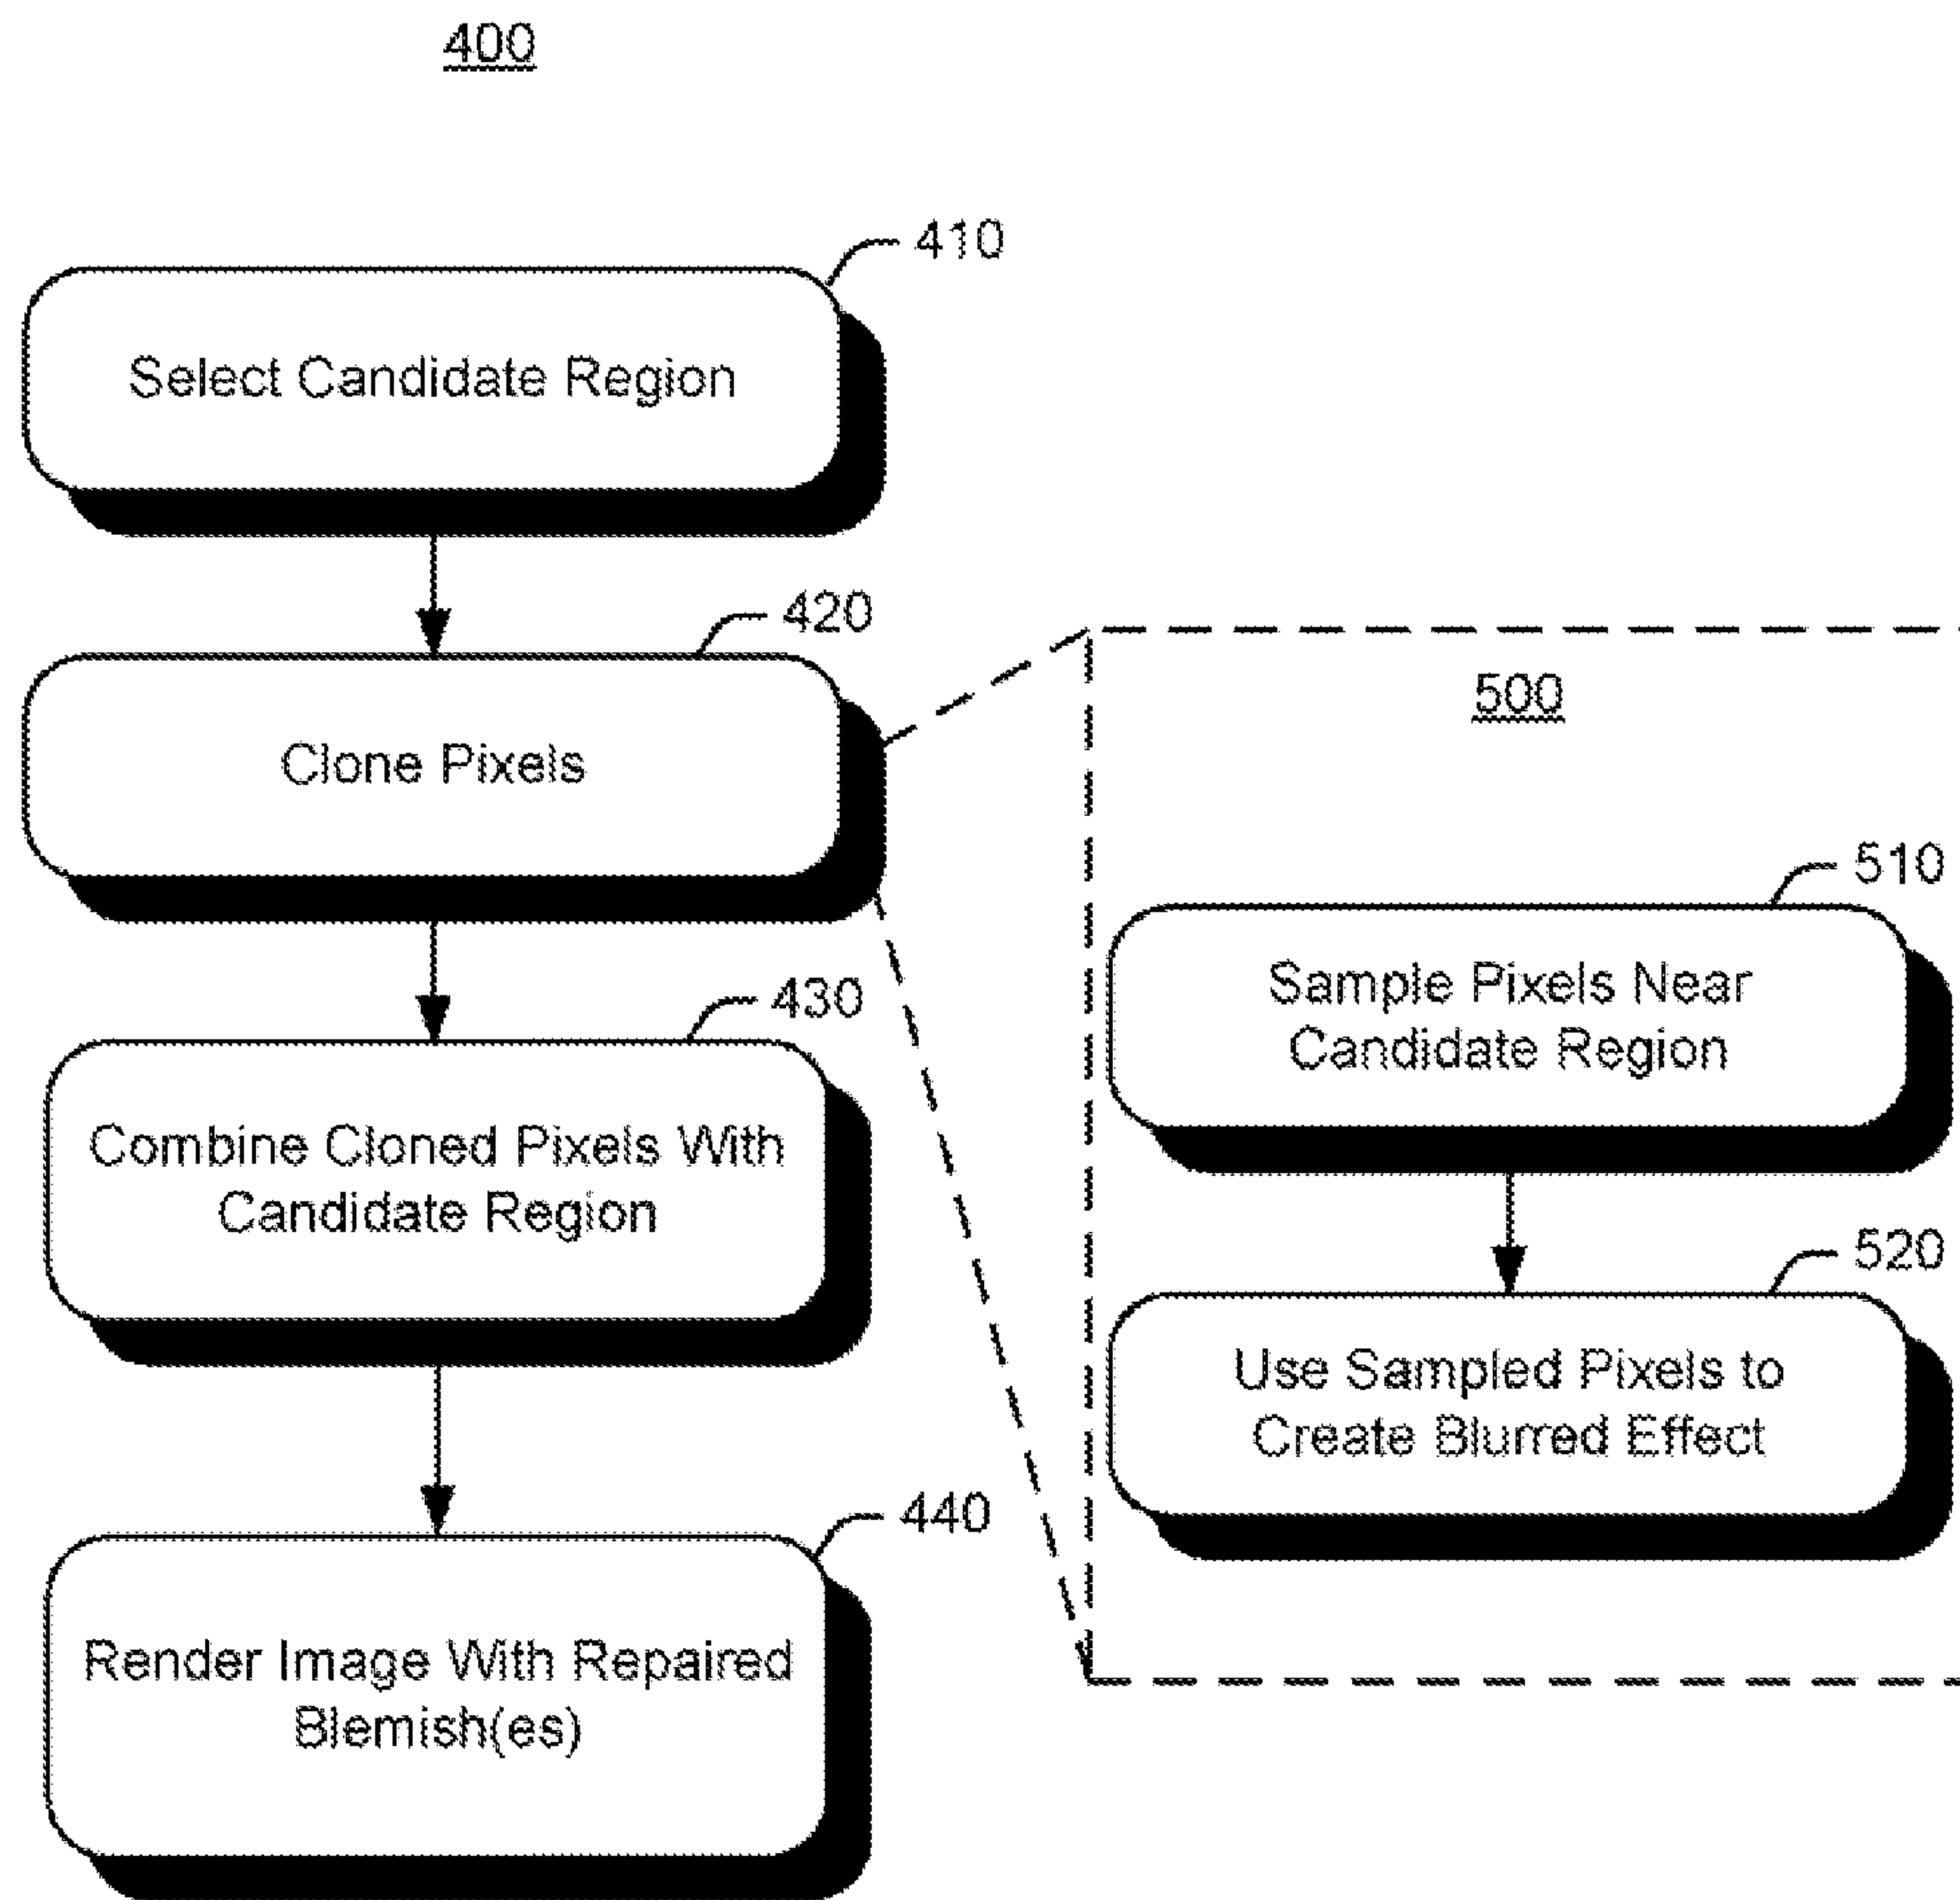 400
410
Select Candidate Region
420
Clone Pixels
430
Combine Cloned Pixels With
Candidate Region
440
Render Image With Repaired
Blemish(es)
500
510
Sample Pixels Near
Candidate Region
520
Use Sampled Pixels to
Create Blurred Effect